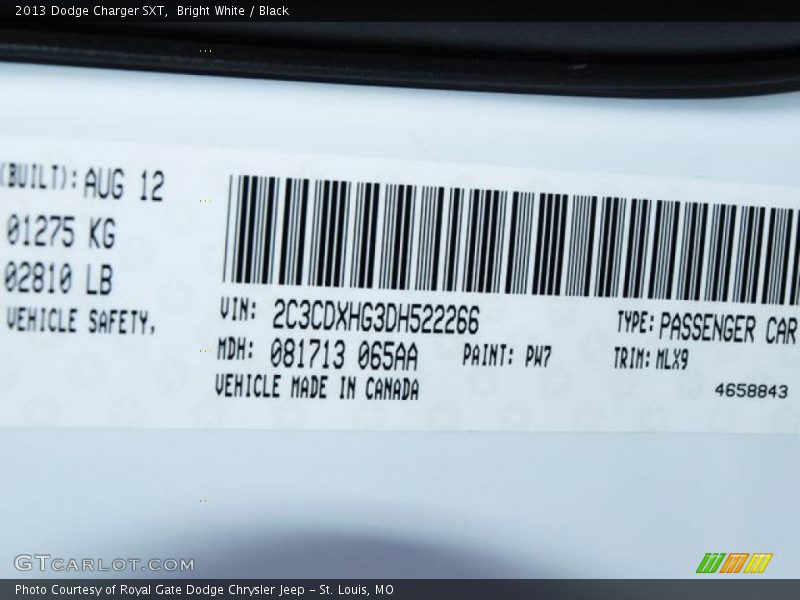 2013 Dodge Charger SXT,  Bright White / Black
(BUILT): AUG 12
01275 KG
02810 LB
VEHICLE SAFETY,
VIN: 2C3CDXHG3DH522266
TYPE: PASSENGER CAR
MDH: 081713 065AA
PAINT: PW7
TRIM: MLX9
VEHICLE MADE IN CANADA
4658843
GTCARLOT.COM
Photo Courtesy of Royal Gate Dodge Chrysler Jeep – St. Louis, MO